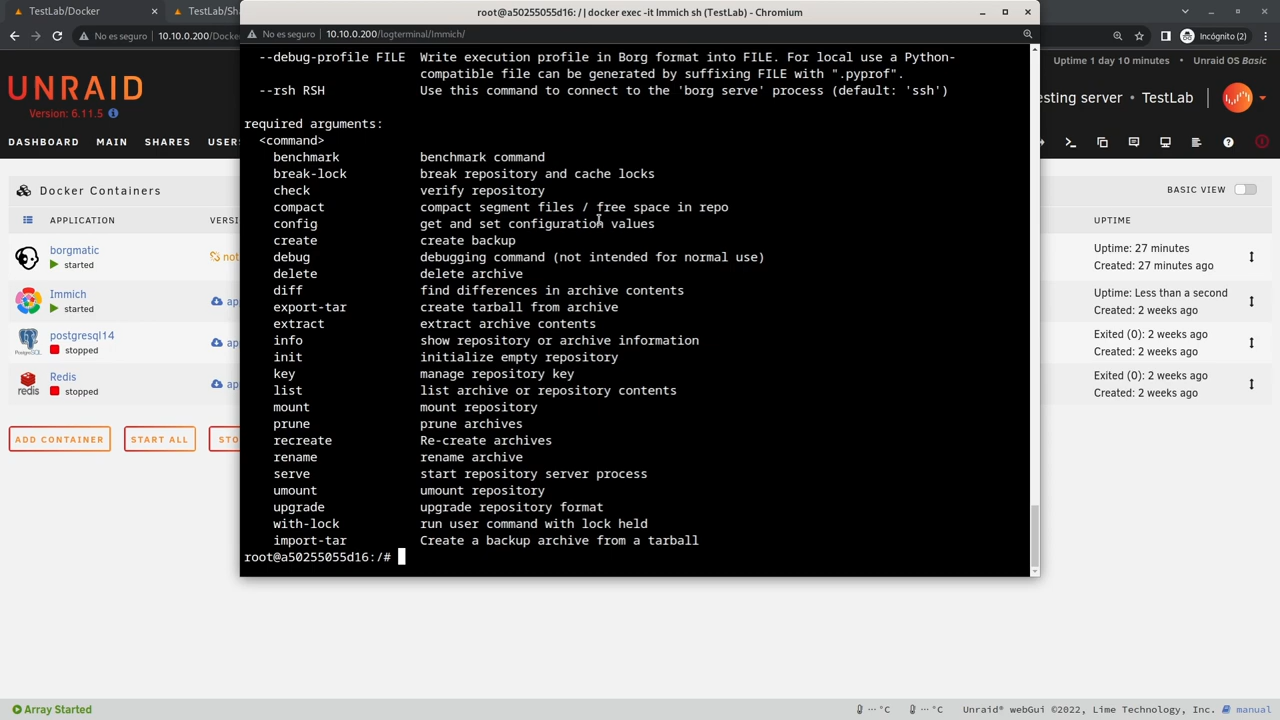 TestLab/Docker
TestLab/Sh
root@a50255055d16: / | docker exec -it Immich sh (TestLab) - Chromium
No es seguro 10.10.0.200/Docke
No es seguro 10.10.0.200/logterminal/Immich/
Incógnito (2)
UNRAID
Version: 6.11.5
Uptime 1 day 10 minutes • Unraid OS Basic
esting server • TestLab
DASHBOARD MAIN SHARES USERS
Docker Containers
BASIC VIEW
APPLICATION VERSI UPTIME
borgmatic
started
not
Uptime: 27 minutes
Created: 27 minutes ago
Immich
started
ap
Uptime: Less than a second
Created: 2 weeks ago
postgresql14
stopped
ap
Exited (0): 2 weeks ago
Created: 2 weeks ago
Redis
stopped
ap
Exited (0): 2 weeks ago
Created: 2 weeks ago
ADD CONTAINER START ALL STO
--debug-profile FILE Write execution profile in Borg format into FILE. For local use a Python-
compatible file can be generated by suffixing FILE with ".pyprof".
--rsh RSH Use this command to connect to the 'borg serve' process (default: 'ssh')
required arguments:
<command>
benchmark benchmark command
break-lock break repository and cache locks
check verify repository
compact compact segment files / free space in repo
config get and set configuration values
create create backup
debug debugging command (not intended for normal use)
delete delete archive
diff find differences in archive contents
export-tar create tarball from archive
extract extract archive contents
info show repository or archive information
init initialize empty repository
key manage repository key
list list archive or repository contents
mount mount repository
prune prune archives
recreate Re-create archives
rename rename archive
serve start repository server process
umount umount repository
upgrade upgrade repository format
with-lock run user command with lock held
import-tar Create a backup archive from a tarball
root@a50255055d16:/#
Array Started
··· °C ··· °C Unraid® webGui ©2022, Lime Technology, Inc. manual